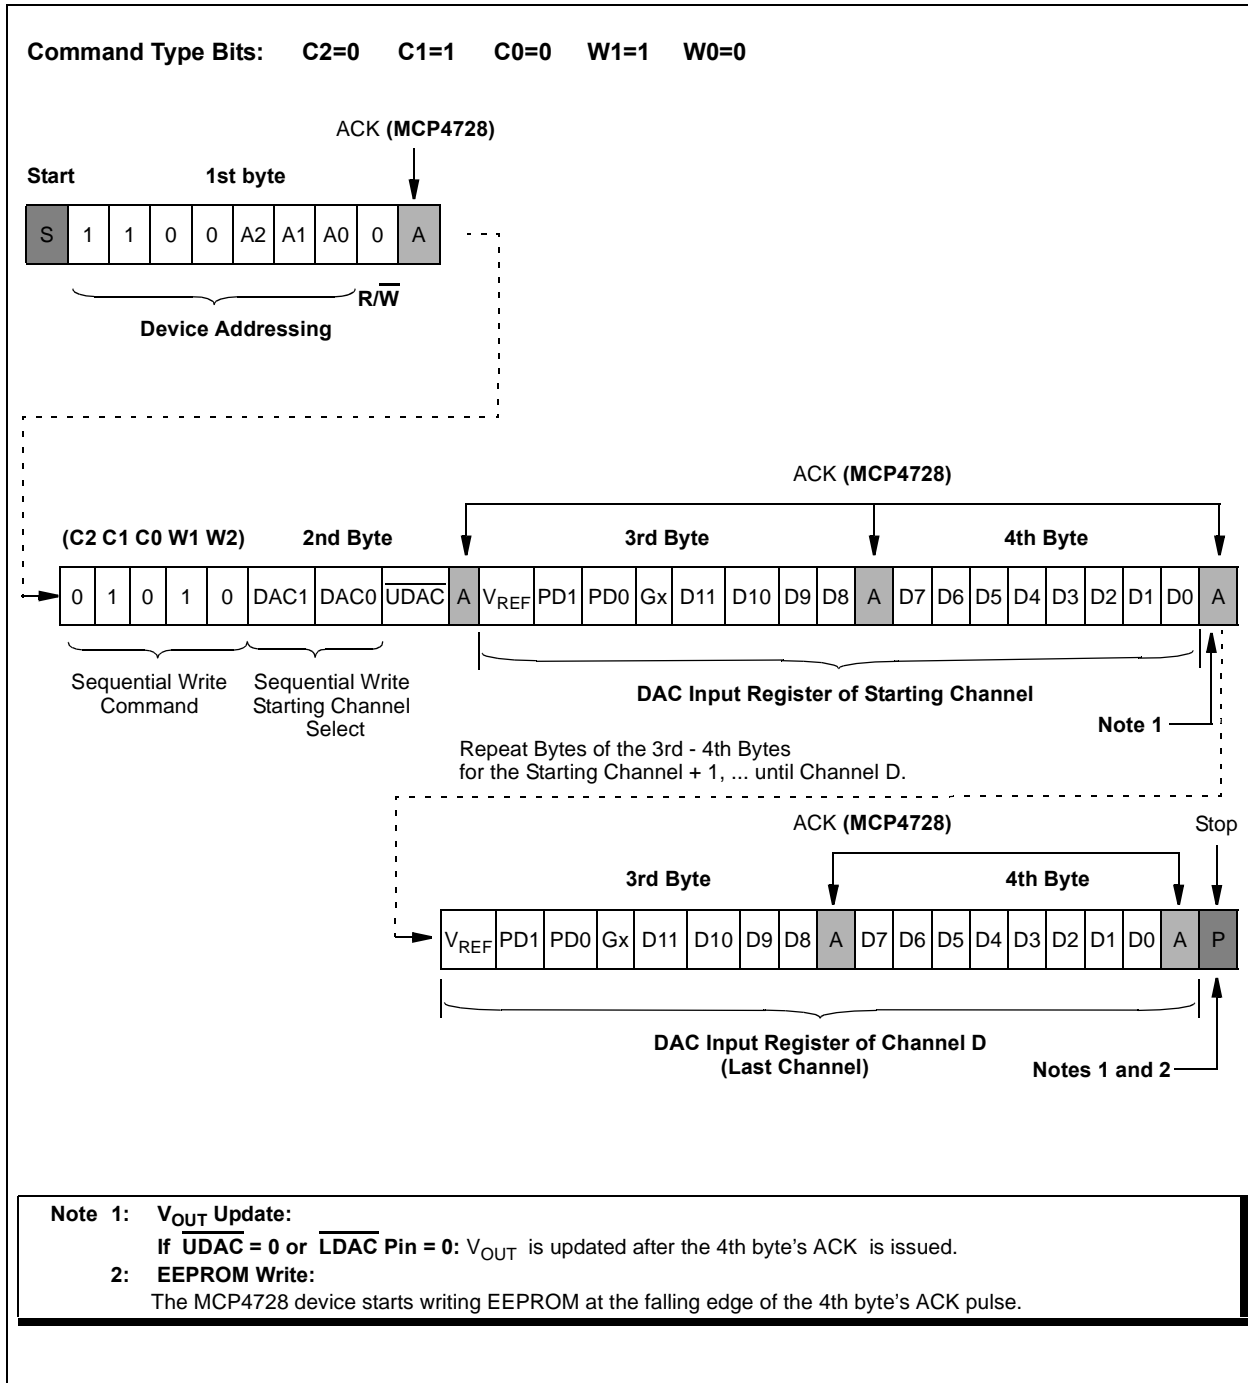 Command Type Bits: C2=0 C1=1 C0=0 W1=1 W0=0
ACK (MCP4728)
Start 1st byte
S 1 1 0 0 A2 A1 A0 0 A
R/W
Device Addressing
ACK (MCP4728)
(C2 C1 C0 W1 W2) 2nd Byte 3rd Byte 4th Byte
0 1 0 1 0 DAC1 DAC0 UDAC A VREF PD1 PD0 Gx D11 D10 D9 D8 A D7 D6 D5 D4 D3 D2 D1 D0 A
Sequential Write
Command
Sequential Write
Starting Channel
Select
DAC Input Register of Starting Channel
Note 1
Repeat Bytes of the 3rd - 4th Bytes
for the Starting Channel + 1, ... until Channel D.
ACK (MCP4728) Stop
3rd Byte 4th Byte
VREF PD1 PD0 Gx D11 D10 D9 D8 A D7 D6 D5 D4 D3 D2 D1 D0 A P
DAC Input Register of Channel D
(Last Channel)
Notes 1 and 2
Note 1: VOUT Update:
If UDAC = 0 or LDAC Pin = 0: VOUT is updated after the 4th byte's ACK is issued.
2: EEPROM Write:
The MCP4728 device starts writing EEPROM at the falling edge of the 4th byte's ACK pulse.